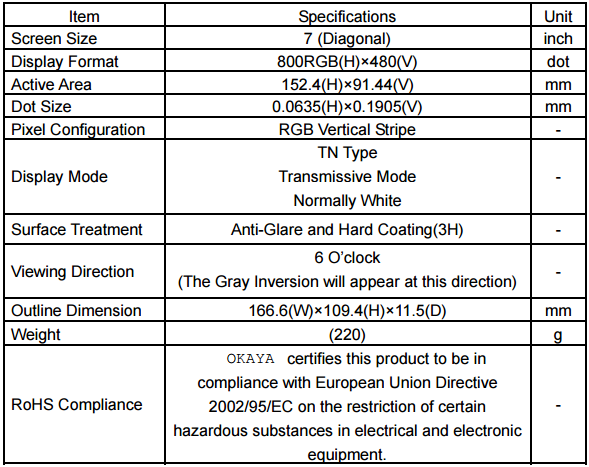 Item Specifications Unit
Screen Size 7 (Diagonal) inch
Display Format 800RGB(H)×480(V) dot
Active Area 152.4(H)×91.44(V) mm
Dot Size 0.0635(H)×0.1905(V) mm
Pixel Configuration RGB Vertical Stripe -
TN Type
Display Mode Transmissive Mode -
Normally White
Surface Treatment Anti-Glare and Hard Coating(3H) -
6 O’clock
Viewing Direction -
(The Gray Inversion will appear at this direction)
Outline Dimension 166.6(W)×109.4(H)×11.5(D) mm
Weight (220) g
OKAYA certifies this product to be in
compliance with European Union Directive
RoHS Compliance 2002/95/EC on the restriction of certain -
hazardous substances in electrical and electronic
equipment.